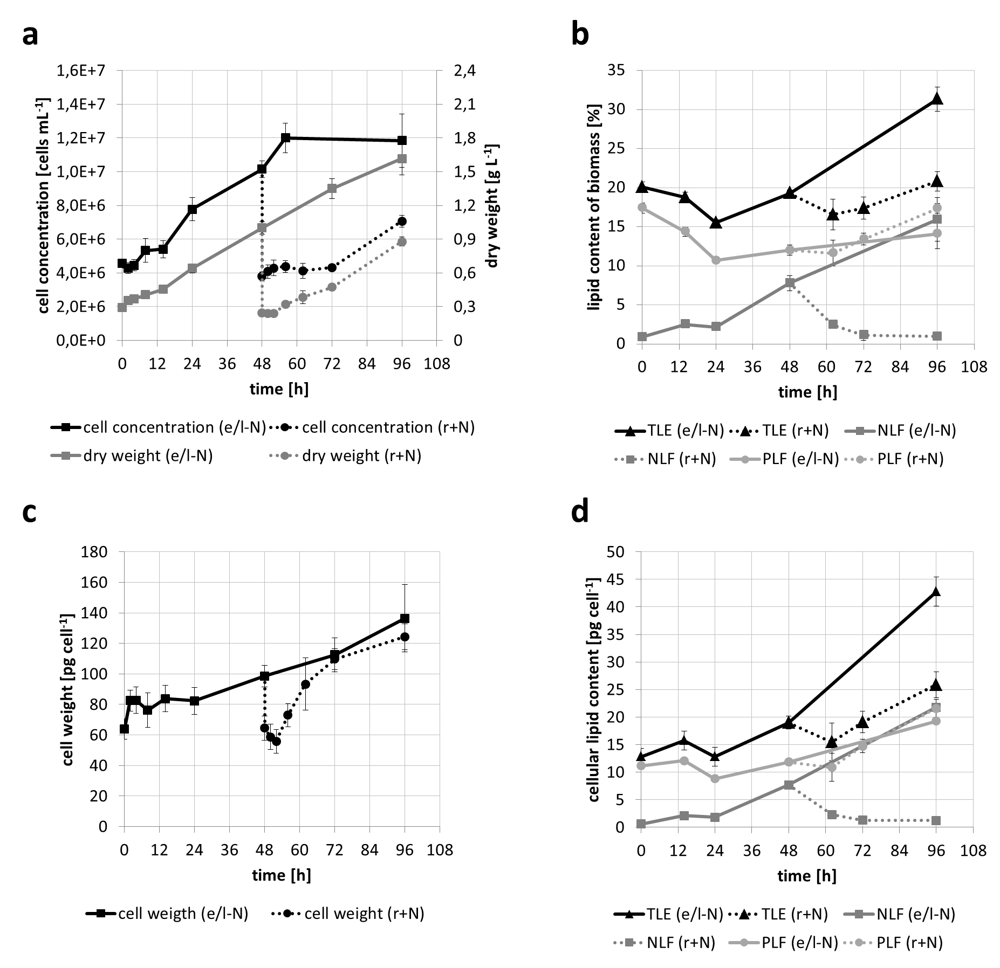 a
1,6E+7
1,4E+7
1,2E+7
1,0E+7
8,0E+6
6,0E+6
4,0E+6
2,0E+6
0,0E+0
cell concentration [cells mL-1]
2,4
2,1
1,8
1,5
1,2
0,9
0,6
0,3
0
dry weight [g L-1]
0 12 24 36 48 60 72 84 96 108
time [h]
cell concentration (e/l-N) cell concentration (r+N)
dry weight (e/l-N) dry weight (r+N)
b
35
30
25
20
15
10
5
0
lipid content of biomass [%]
0 12 24 36 48 60 72 84 96 108
time [h]
TLE (e/l-N) TLE (r+N) NLF (e/l-N)
NLF (r+N) PLF (e/l-N) PLF (r+N)
c
180
160
140
120
100
80
60
40
20
0
cell weight [pg cell-1]
0 12 24 36 48 60 72 84 96 108
time [h]
cell weigth (e/l-N) cell weight (r+N)
d
50
45
40
35
30
25
20
15
10
5
0
cellular lipid content [pg cell-1]
0 12 24 36 48 60 72 84 96 108
time [h]
TLE (e/l-N) TLE (r+N) NLF (e/l-N)
NLF (r+N) PLF (e/l-N) PLF (r+N)